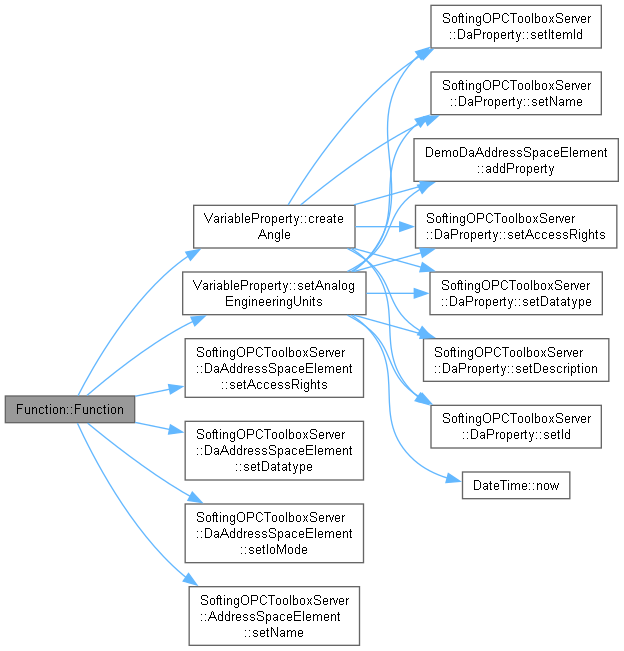 Function::Function
VariableProperty::create
Angle
VariableProperty::setAnalog
EngineeringUnits
SoftingOPCToolboxServer
::DaAddressSpaceElement
::setAccessRights
SoftingOPCToolboxServer
::DaAddressSpaceElement
::setDatatype
SoftingOPCToolboxServer
::DaAddressSpaceElement
::setIoMode
SoftingOPCToolboxServer
::AddressSpaceElement
::setName
SoftingOPCToolboxServer
::DaProperty::setItemId
SoftingOPCToolboxServer
::DaProperty::setName
DemoDaAddressSpaceElement
::addProperty
SoftingOPCToolboxServer
::DaProperty::setAccessRights
SoftingOPCToolboxServer
::DaProperty::setDatatype
SoftingOPCToolboxServer
::DaProperty::setDescription
SoftingOPCToolboxServer
::DaProperty::setId
DateTime::now